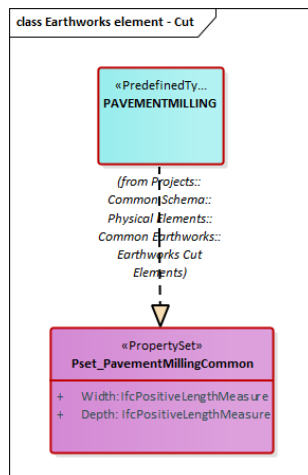 class Earthworks element - Cut
«PredefinedTy...
PAVEMENTMILLING
(from Projects::
Common Schema::
Physical Elements::
Common Earthworks::
Earthworks Cut
Elements)
«PropertySet»
Pset_PavementMillingCommon
+ Width: IfcPositiveLengthMeasure
+ Depth: IfcPositiveLengthMeasure